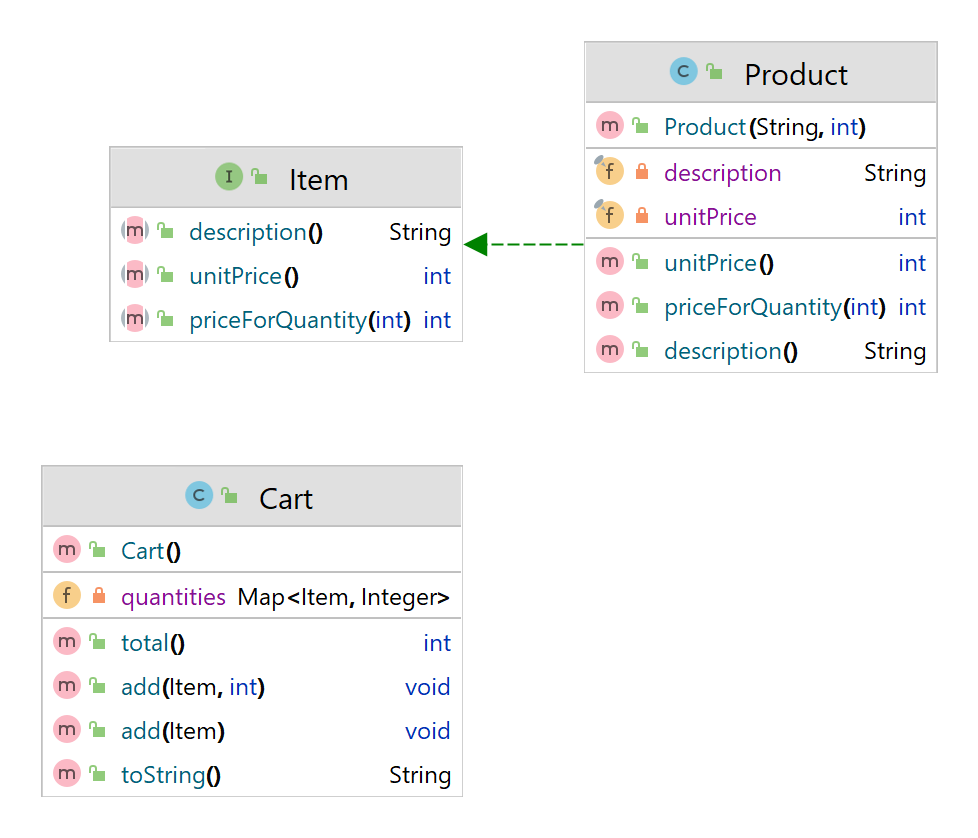 I Item
m description() String
m unitPrice() int
m priceForQuantity(int) int
C Product
m Product(String, int)
f description String
f unitPrice int
m unitPrice() int
m priceForQuantity(int) int
m description() String
C Cart
m Cart()
f quantities Map<Item, Integer>
m total() int
m add(Item, int) void
m add(Item) void
m toString() String